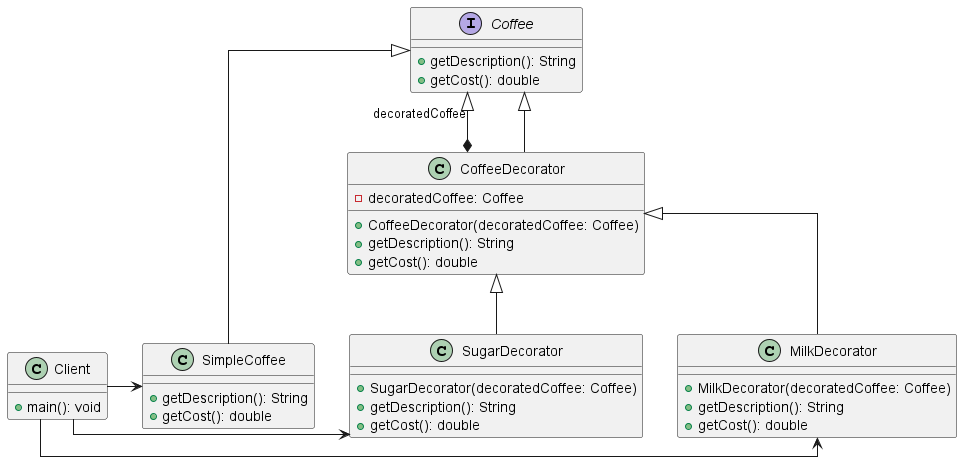 I Coffee
getDescription(): String
getCost(): double
decoratedCoffee
C CoffeeDecorator
decoratedCoffee: Coffee
CoffeeDecorator(decoratedCoffee: Coffee)
getDescription(): String
getCost(): double
C Client
main(): void
C SimpleCoffee
getDescription(): String
getCost(): double
C SugarDecorator
SugarDecorator(decoratedCoffee: Coffee)
getDescription(): String
getCost(): double
C MilkDecorator
MilkDecorator(decoratedCoffee: Coffee)
getDescription(): String
getCost(): double